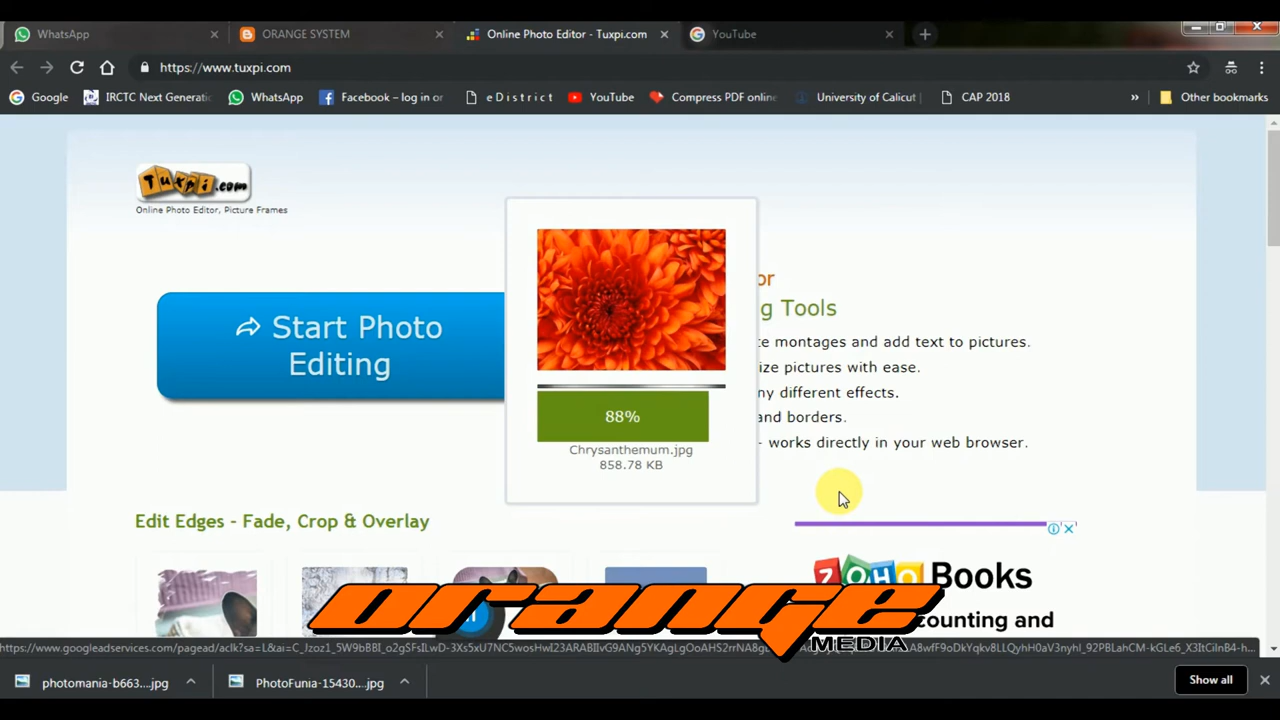 WhatsApp
ORANGE SYSTEM
Online Photo Editor - Tuxpi.com
YouTube
https://www.tuxpi.com
Google
IRCTC Next Generati
WhatsApp
Facebook – log in or
e D i s t r i c t
YouTube
Compress PDF online
University of Calicut
CAP 2018
Other bookmarks
Tuxpi.com
Online Photo Editor, Picture Frames
or
g Tools
Start Photo
Editing
te montages and add text to pictures.
ize pictures with ease.
ny different effects.
and borders.
- works directly in your web browser.
88%
Chrysanthemum.jpg
858.78 KB
Edit Edges - Fade, Crop & Overlay
ZOHO Books
counting and
orange
MEDIA
photomania-b663....jpg
PhotoFunia-15430...jpg
Show all